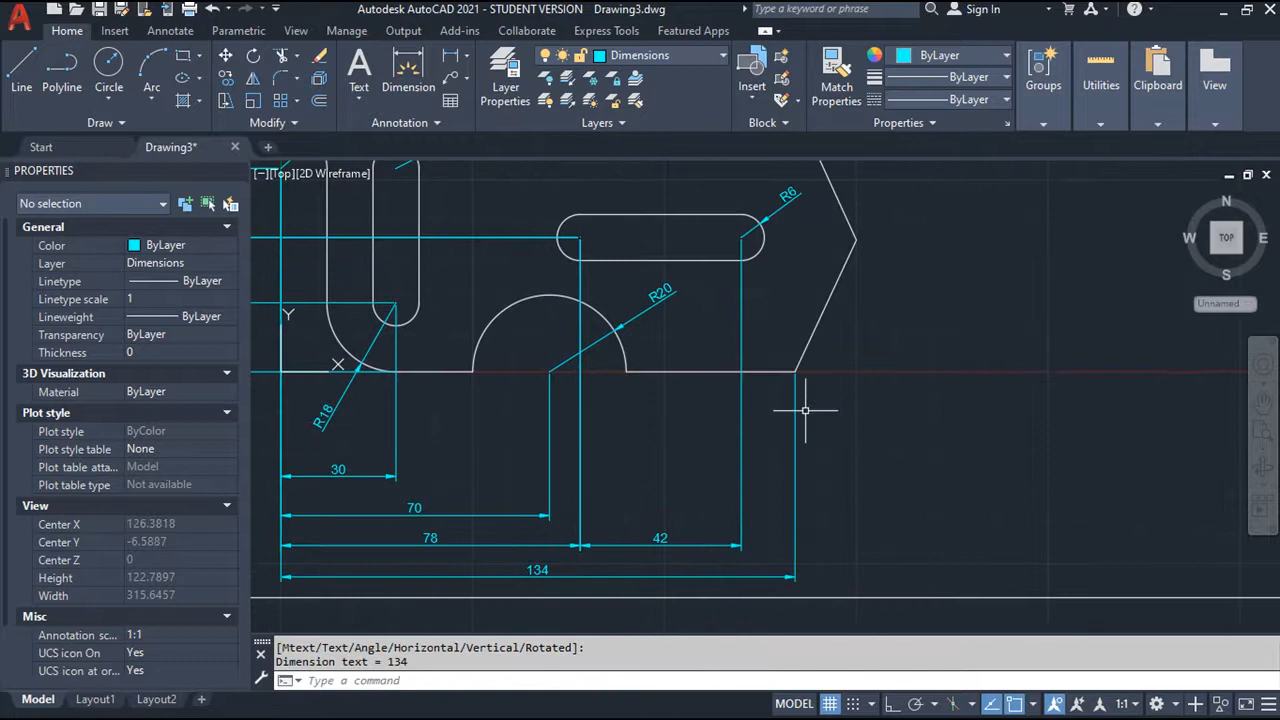 Autodesk AutoCAD 2021 - STUDENT VERSION Drawing3.dwg
Type a keyword or phrase
Sign In
Home Insert Annotate Parametric View Manage Output Add-ins Collaborate Express Tools Featured Apps
Line Polyline Circle Arc
Text Dimension
Layer Properties
Dimensions
Insert
Match Properties
ByLayer
ByLayer
ByLayer
Groups Utilities Clipboard View
Draw Modify Annotation Layers Block Properties
Start Drawing3*
PROPERTIES
No selection
General
Color ByLayer
Layer Dimensions
Linetype ByLayer
Linetype scale 1
Lineweight ByLayer
Transparency ByLayer
Thickness 0
3D Visualization
Material ByLayer
Plot style
Plot style ByColor
Plot style table None
Plot table atta... Model
Plot table type Not available
View
Center X 126.3818
Center Y -6.5887
Center Z 0
Height 122.7897
Width 315.6457
Misc
Annotation sc... 1:1
UCS icon On Yes
UCS icon at or... Yes
[−][Top][2D Wireframe]
N
W TOP E
S
Unnamed
R6
R20
Y
X
R18
30
70
78
42
134
[Mtext/Text/Angle/Horizontal/Vertical/Rotated]:
Dimension text = 134
Type a command
Model Layout1 Layout2 +
MODEL
1:1